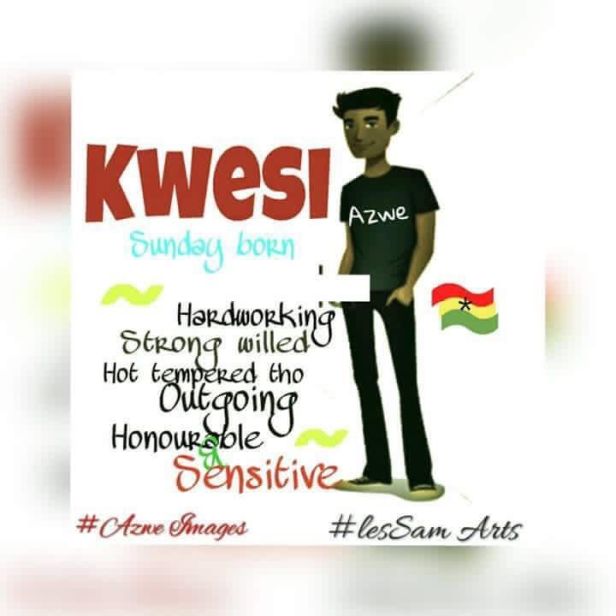 KWESI
Azwe
Sunday born
Hardworking
Strong willed
Hot tempered tho
Outgoing
Honourable
&
Sensitive
#Azwe Images
#lesSam Arts